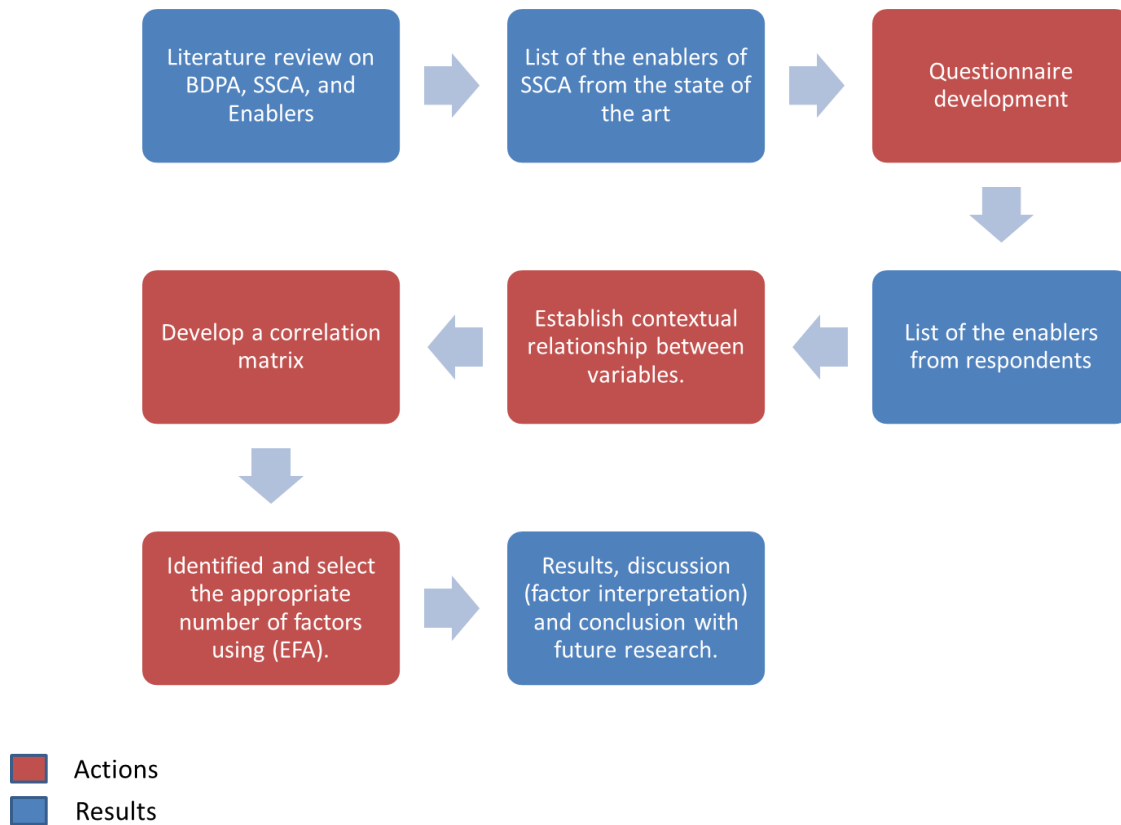 Literature review on
BDPA, SSCA, and
Enablers
List of the enablers of
SSCA from the state of
the art
Questionnaire
development
List of the enablers
from respondents
Establish contextual
relationship between
variables.
Develop a correlation
matrix
Identified and select
the appropriate
number of factors
using (EFA).
Results, discussion
(factor interpretation)
and conclusion with
future research.
Actions
Results